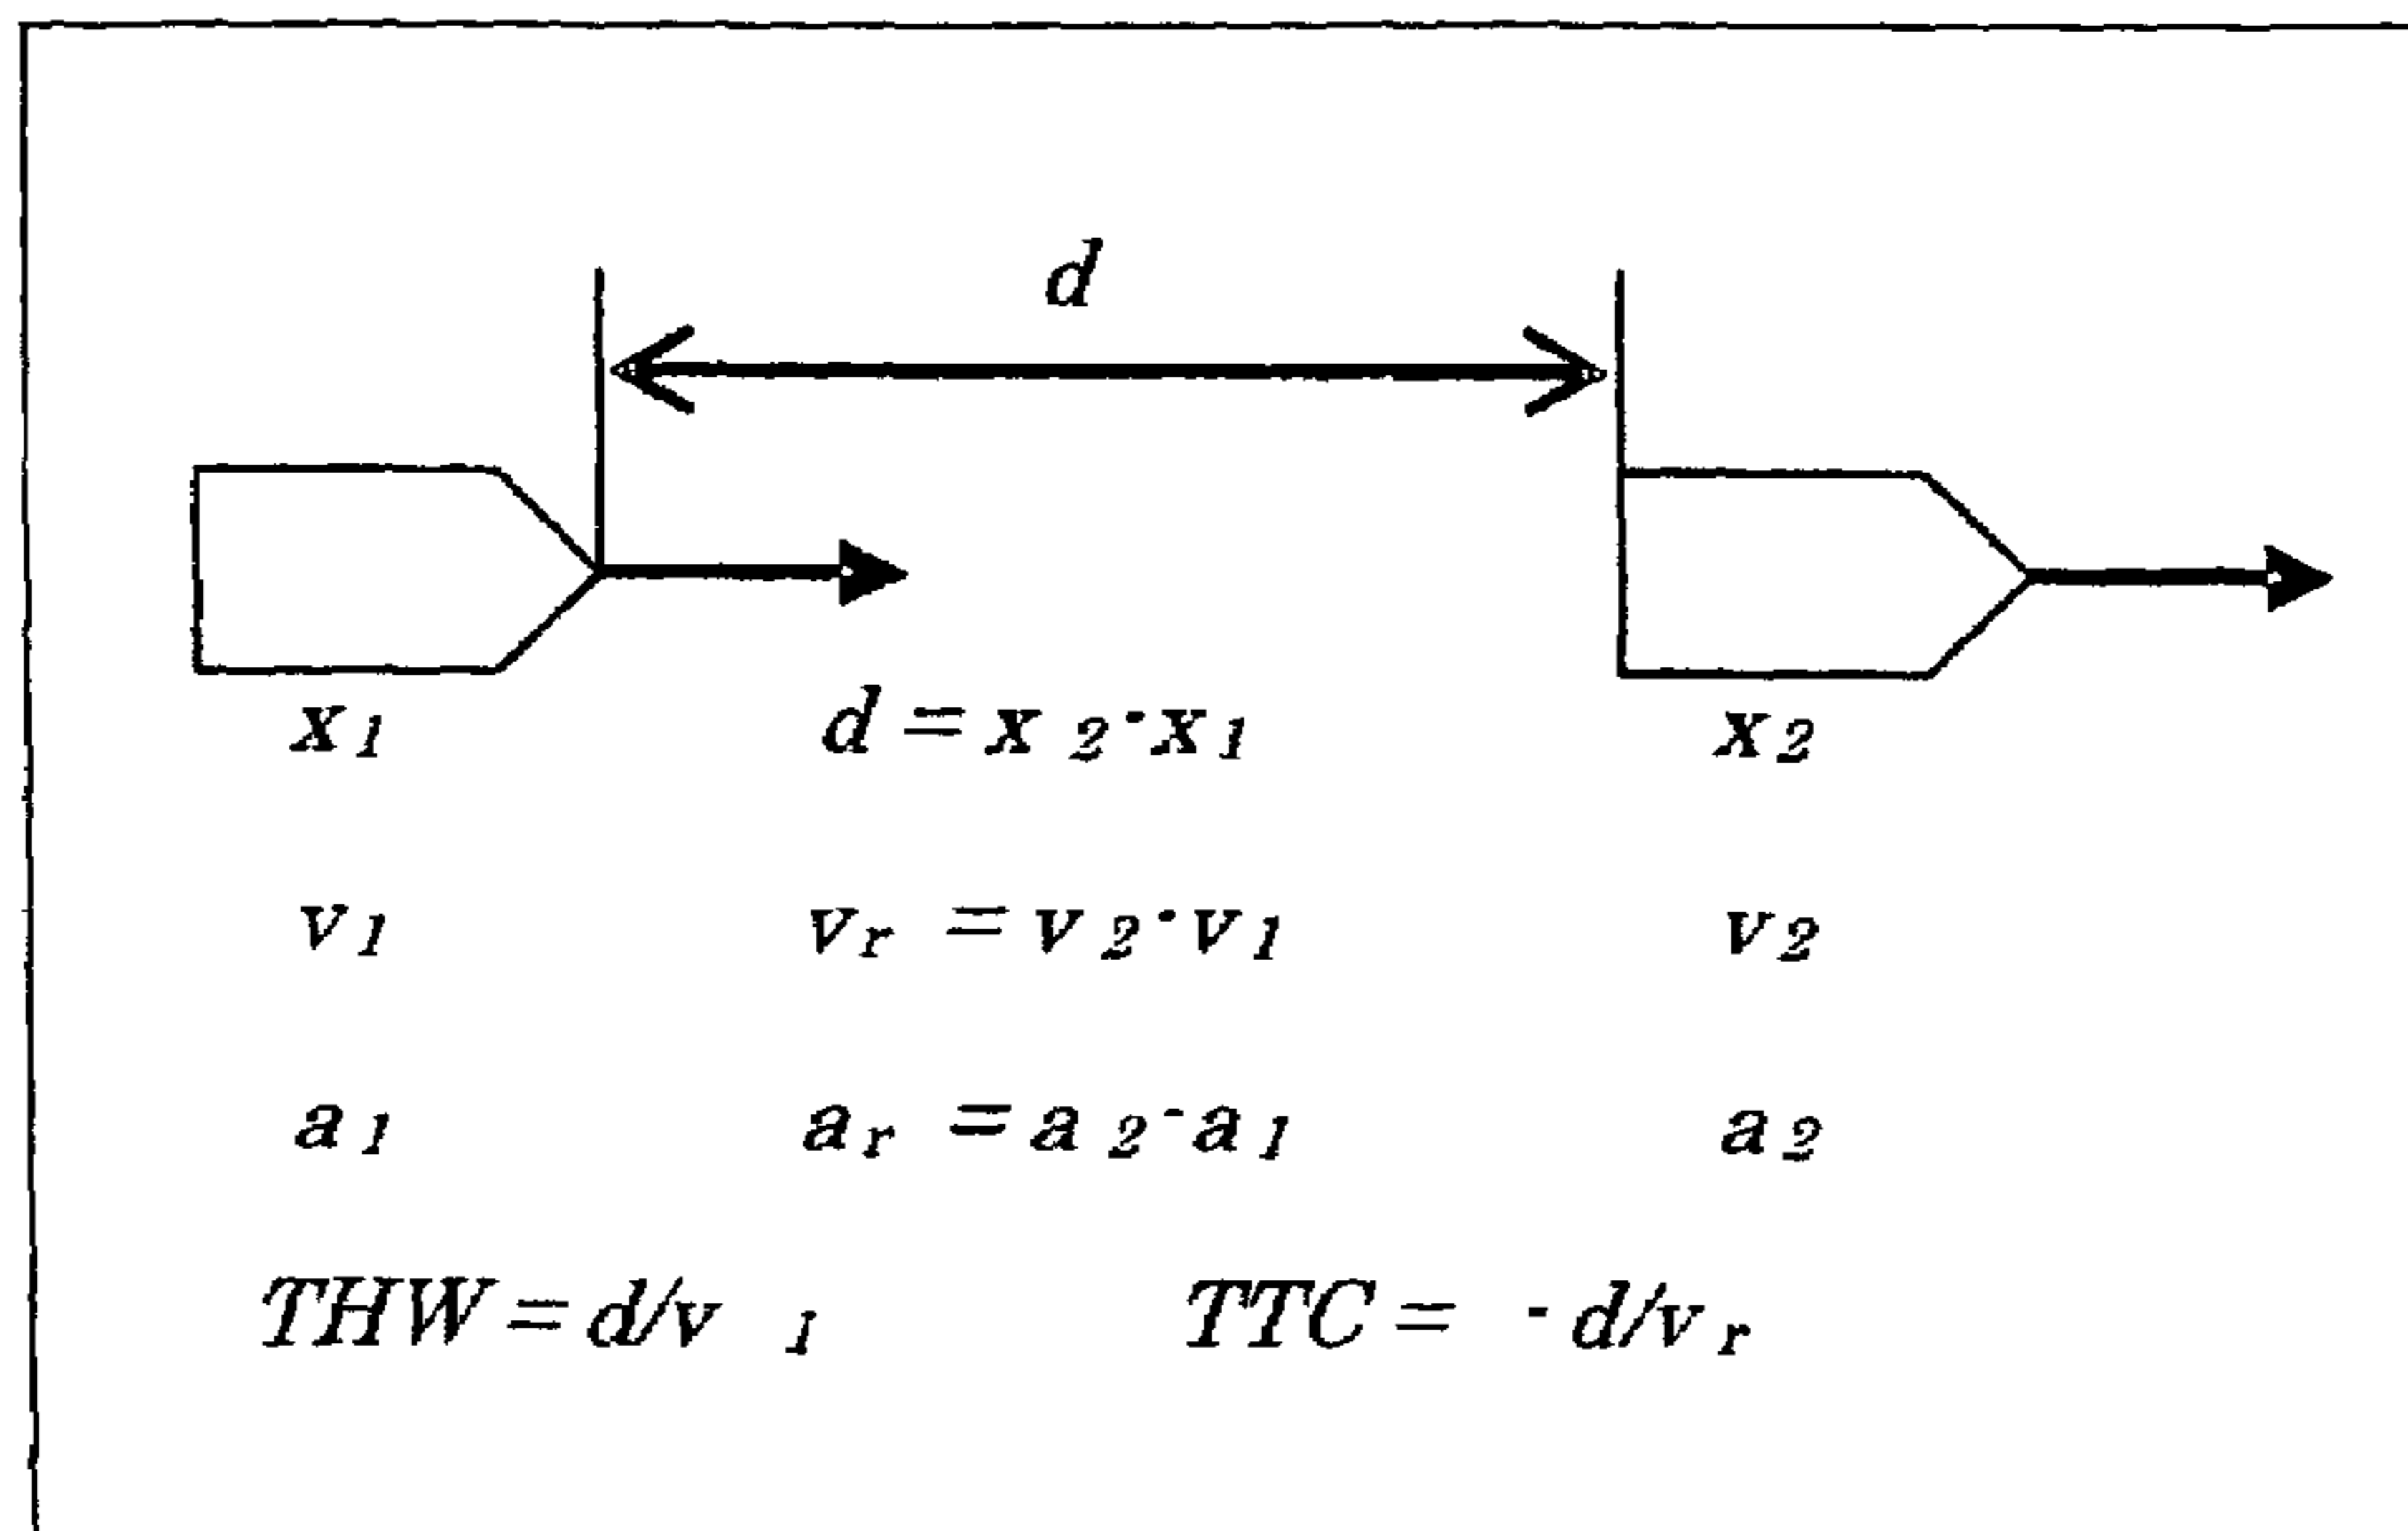 d
x₁ d = x₂-x₁ x₂
v₁ vᵣ = v₂-v₁ v₂
a₁ aᵣ = a₂-a₁ a₂
THW = d/v₁ TTC = -d/vᵣ